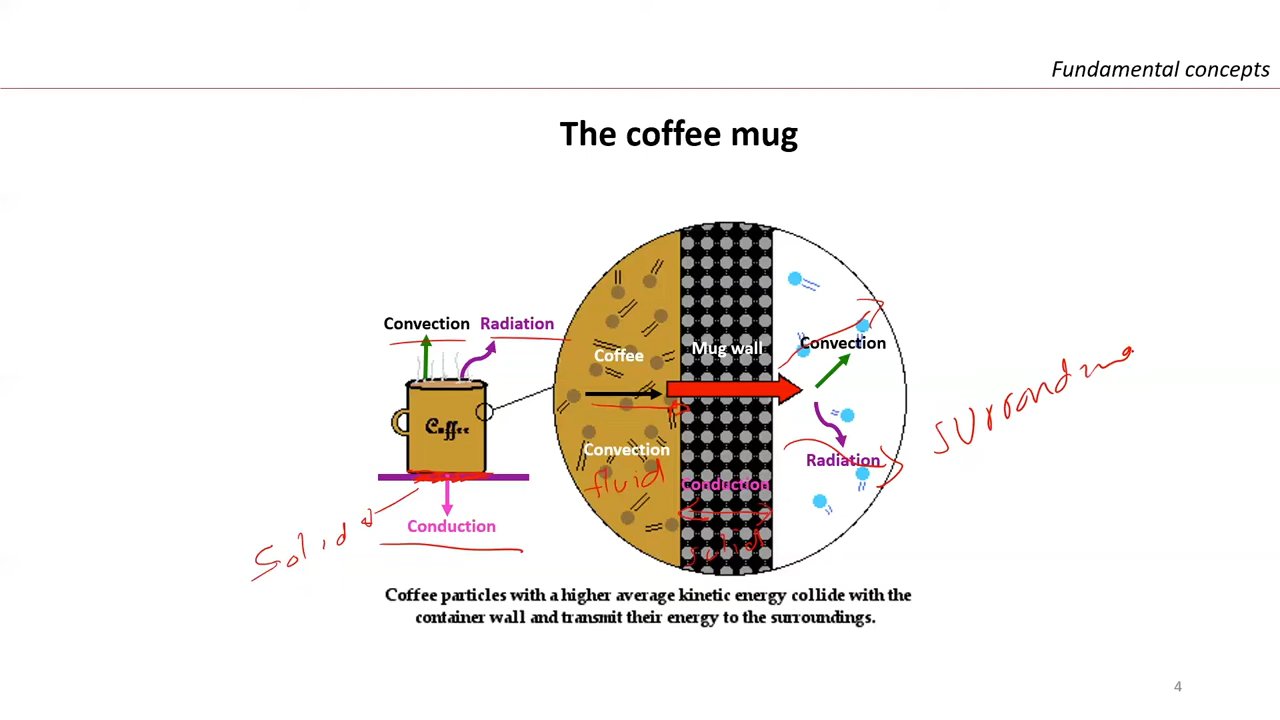 Fundamental concepts
The coffee mug
Convection Radiation
Coffee
Conduction
Solid
Coffee
Convection
fluid
Mug wall
Conduction
solid
Convection
Radiation
Coffee particles with a higher average kinetic energy collide with the
container wall and transmit their energy to the surroundings.
4